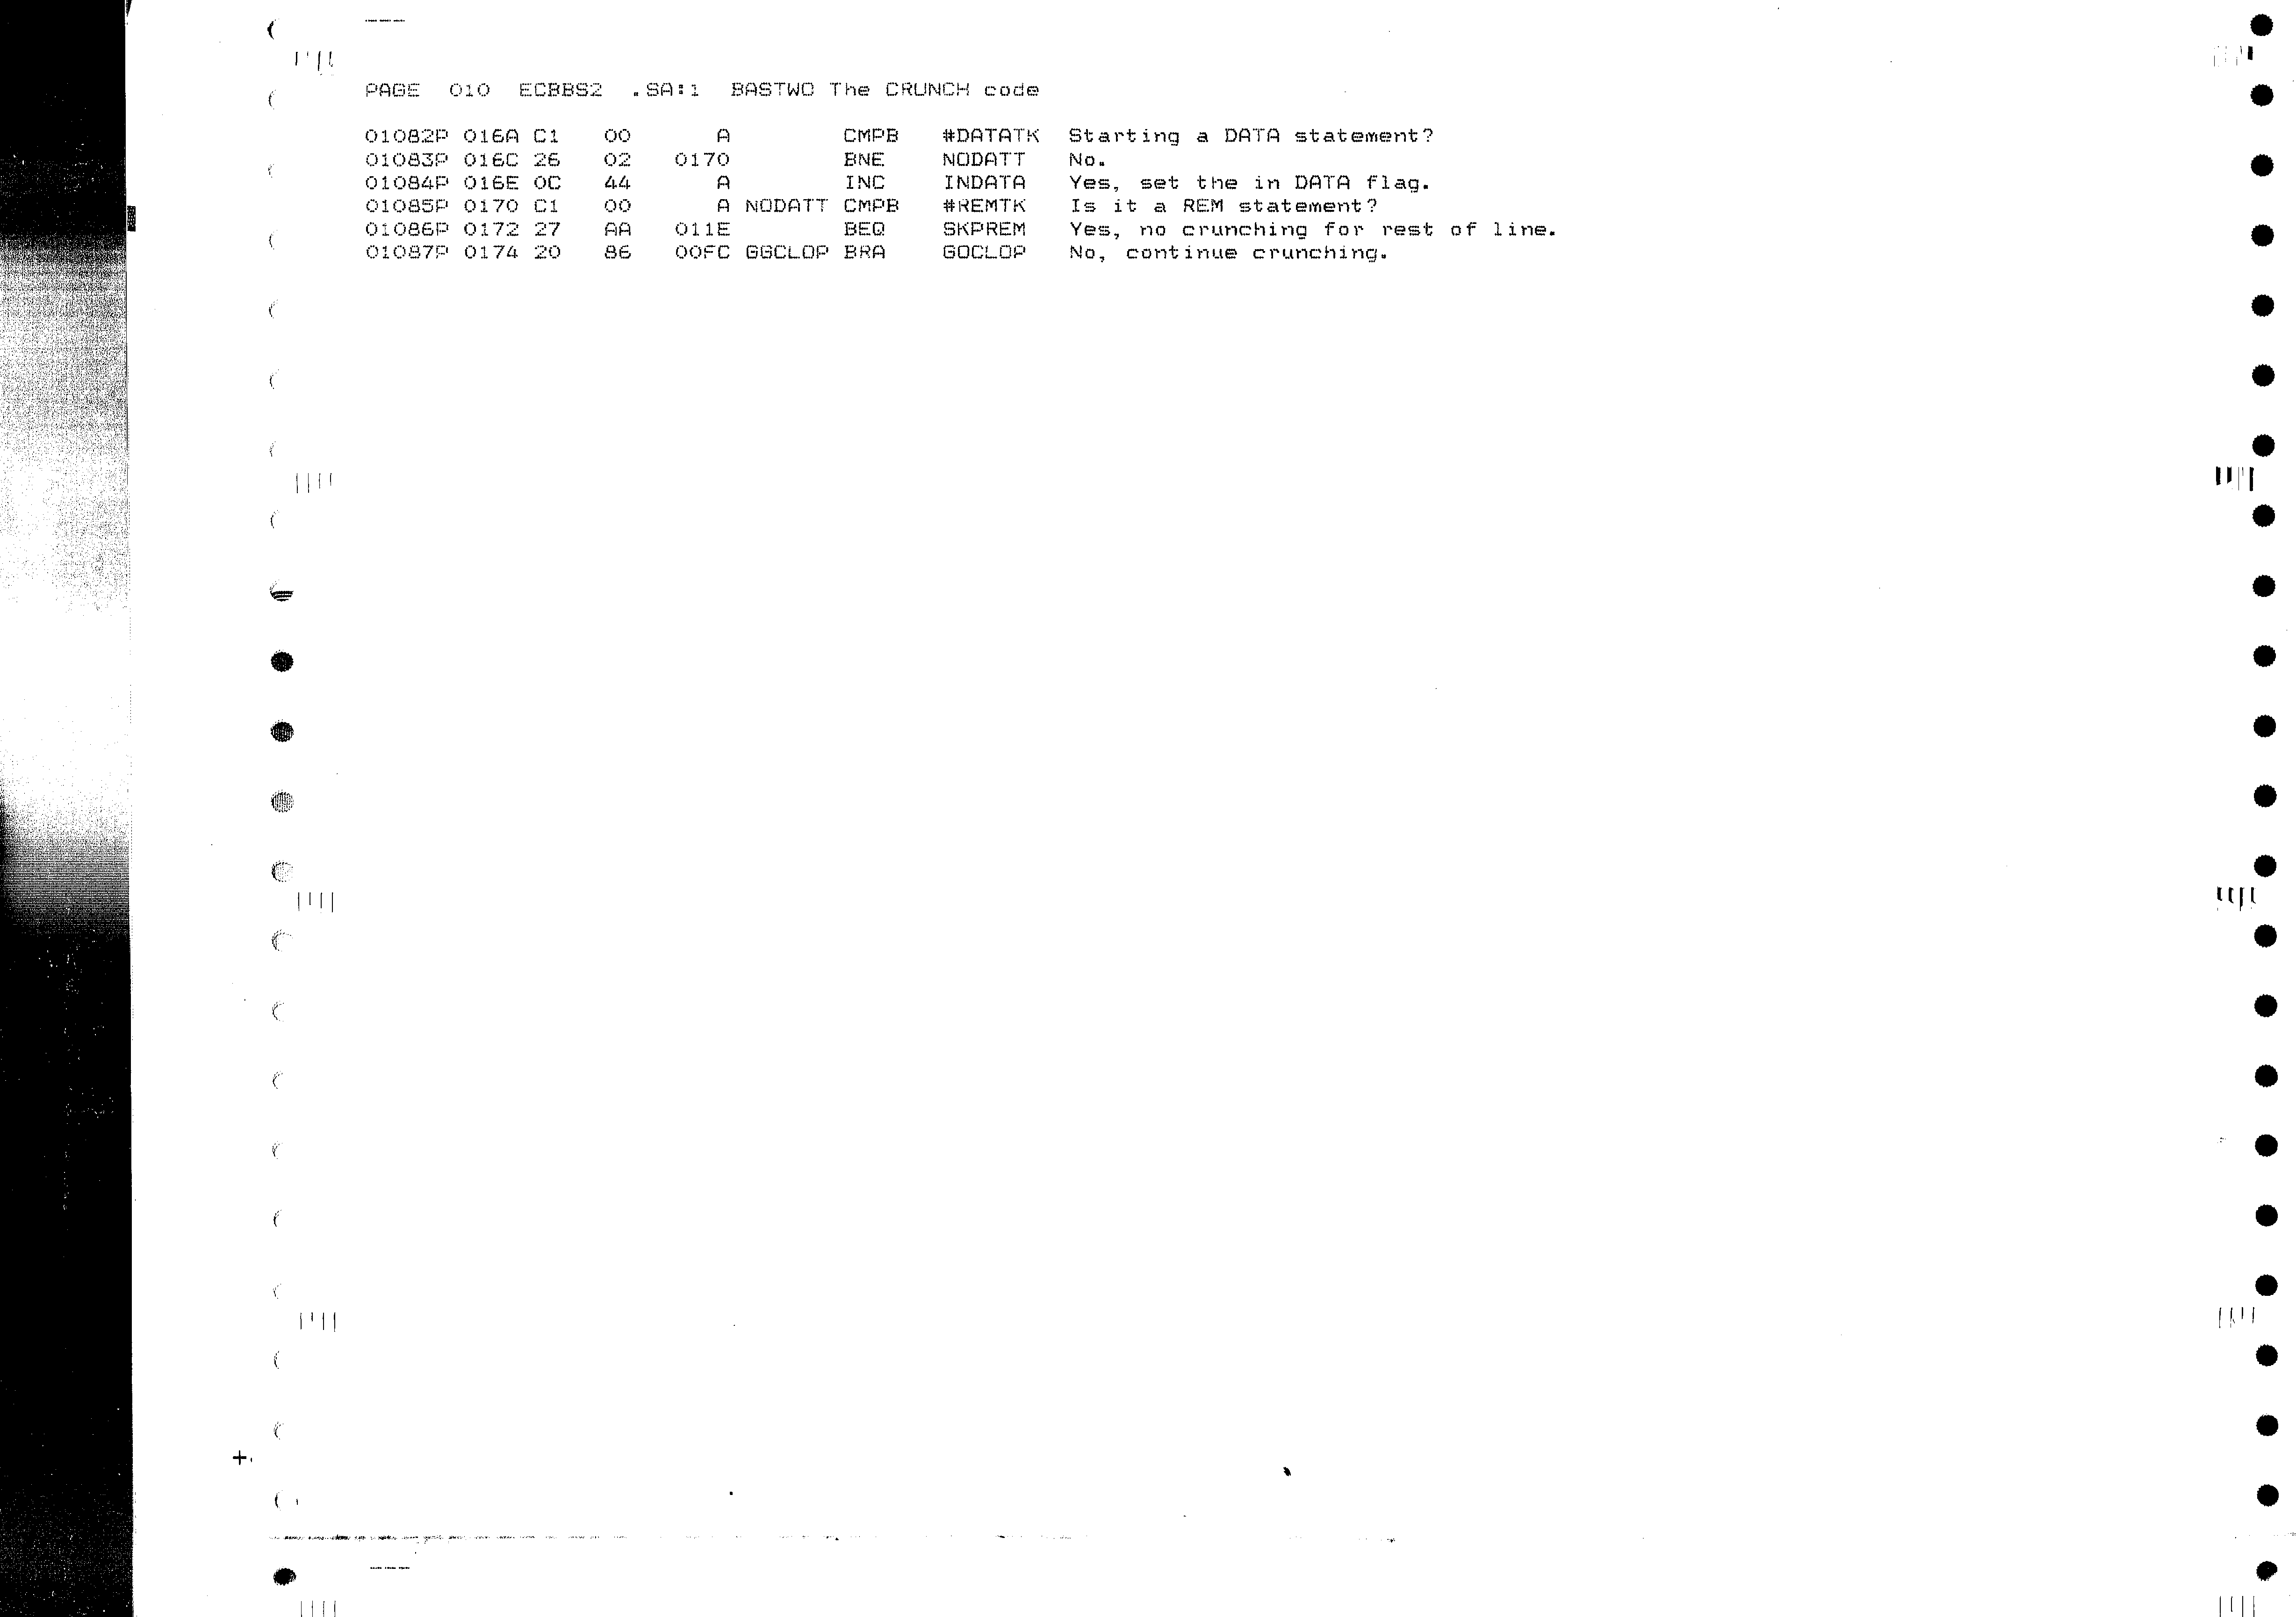 PAGE  010  ECBBS2  .SA:1  BASTWO The CRUNCH code
01082P 016A C1   00      A        CMPB   #DATATK  Starting a DATA statement?
01083P 016C 26   02   0170        BNE    NODATT   No.
01084P 016E 0C   44      A        INC    INDATA   Yes, set the in DATA flag.
01085P 0170 C1   00      A NODATT CMPB   #REMTK   Is it a REM statement?
01086P 0172 27   AA   011E        BEQ    SKPREM   Yes, no crunching for rest of line.
01087P 0174 20   86   00FC GGCLOP BRA    GOCLOP   No, continue crunching.